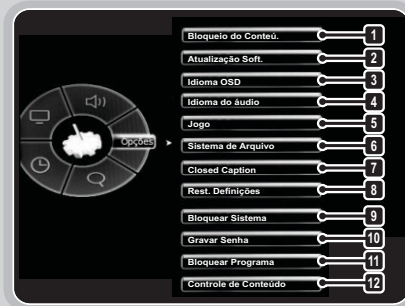 Bloqueio do Conteú. 1
Atualização Soft. 2
Idioma OSD 3
Idioma do áudio 4
Jogo 5
Opções
Sistema de Arquivo 6
Closed Caption 7
Rest. Definições 8
Bloquear Sistema 9
Gravar Senha 10
Bloquear Programa 11
Controle de Conteúdo 12